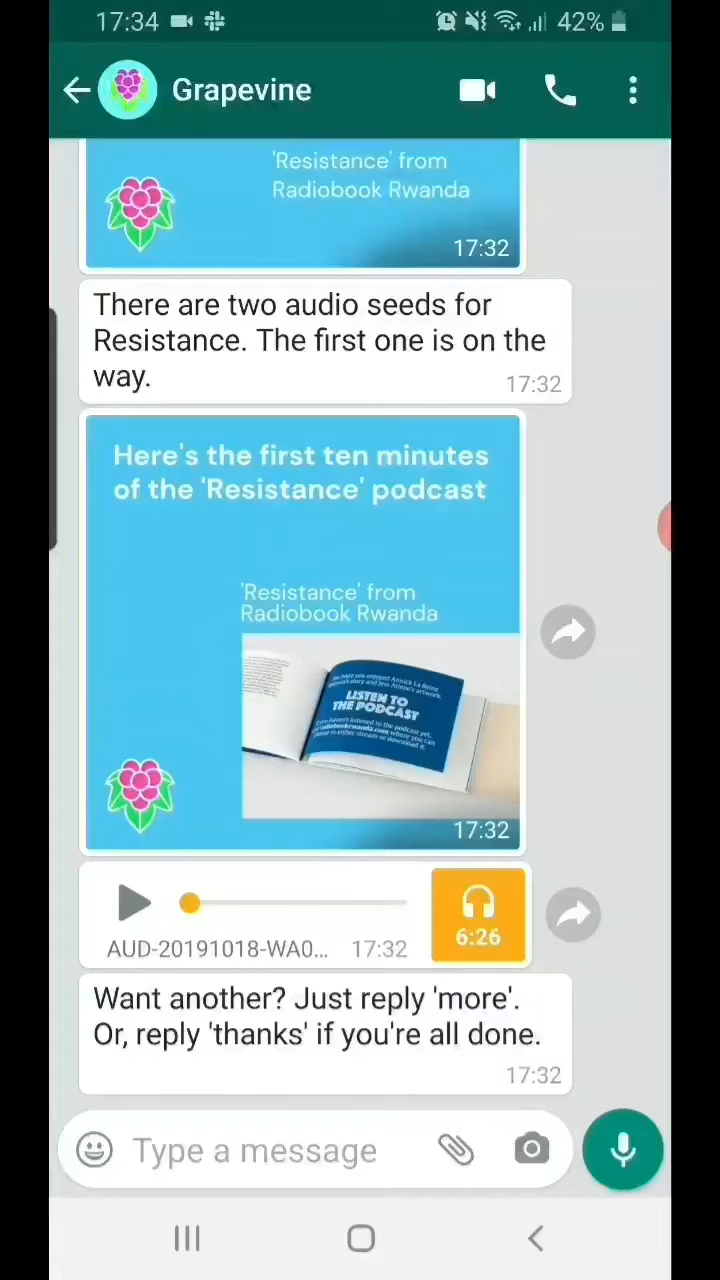 17:34
42%
Grapevine
'Resistance' from
Radiobook Rwanda
17:32
There are two audio seeds for
Resistance. The first one is on the
way.
17:32
Here's the first ten minutes
of the 'Resistance' podcast
'Resistance' from
Radiobook Rwanda
LISTEN TO
THE PODCAST
17:32
6:26
AUD-20191018-WA0... 17:32
Want another? Just reply 'more'.
Or, reply 'thanks' if you're all done.
17:32
Type a message